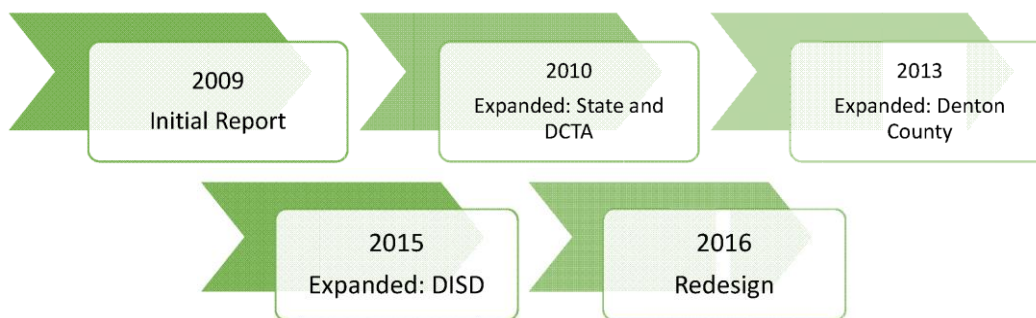 2009
Initial Report
2010
Expanded: State and
DCTA
2013
Expanded: Denton
County
2015
Expanded: DISD
2016
Redesign